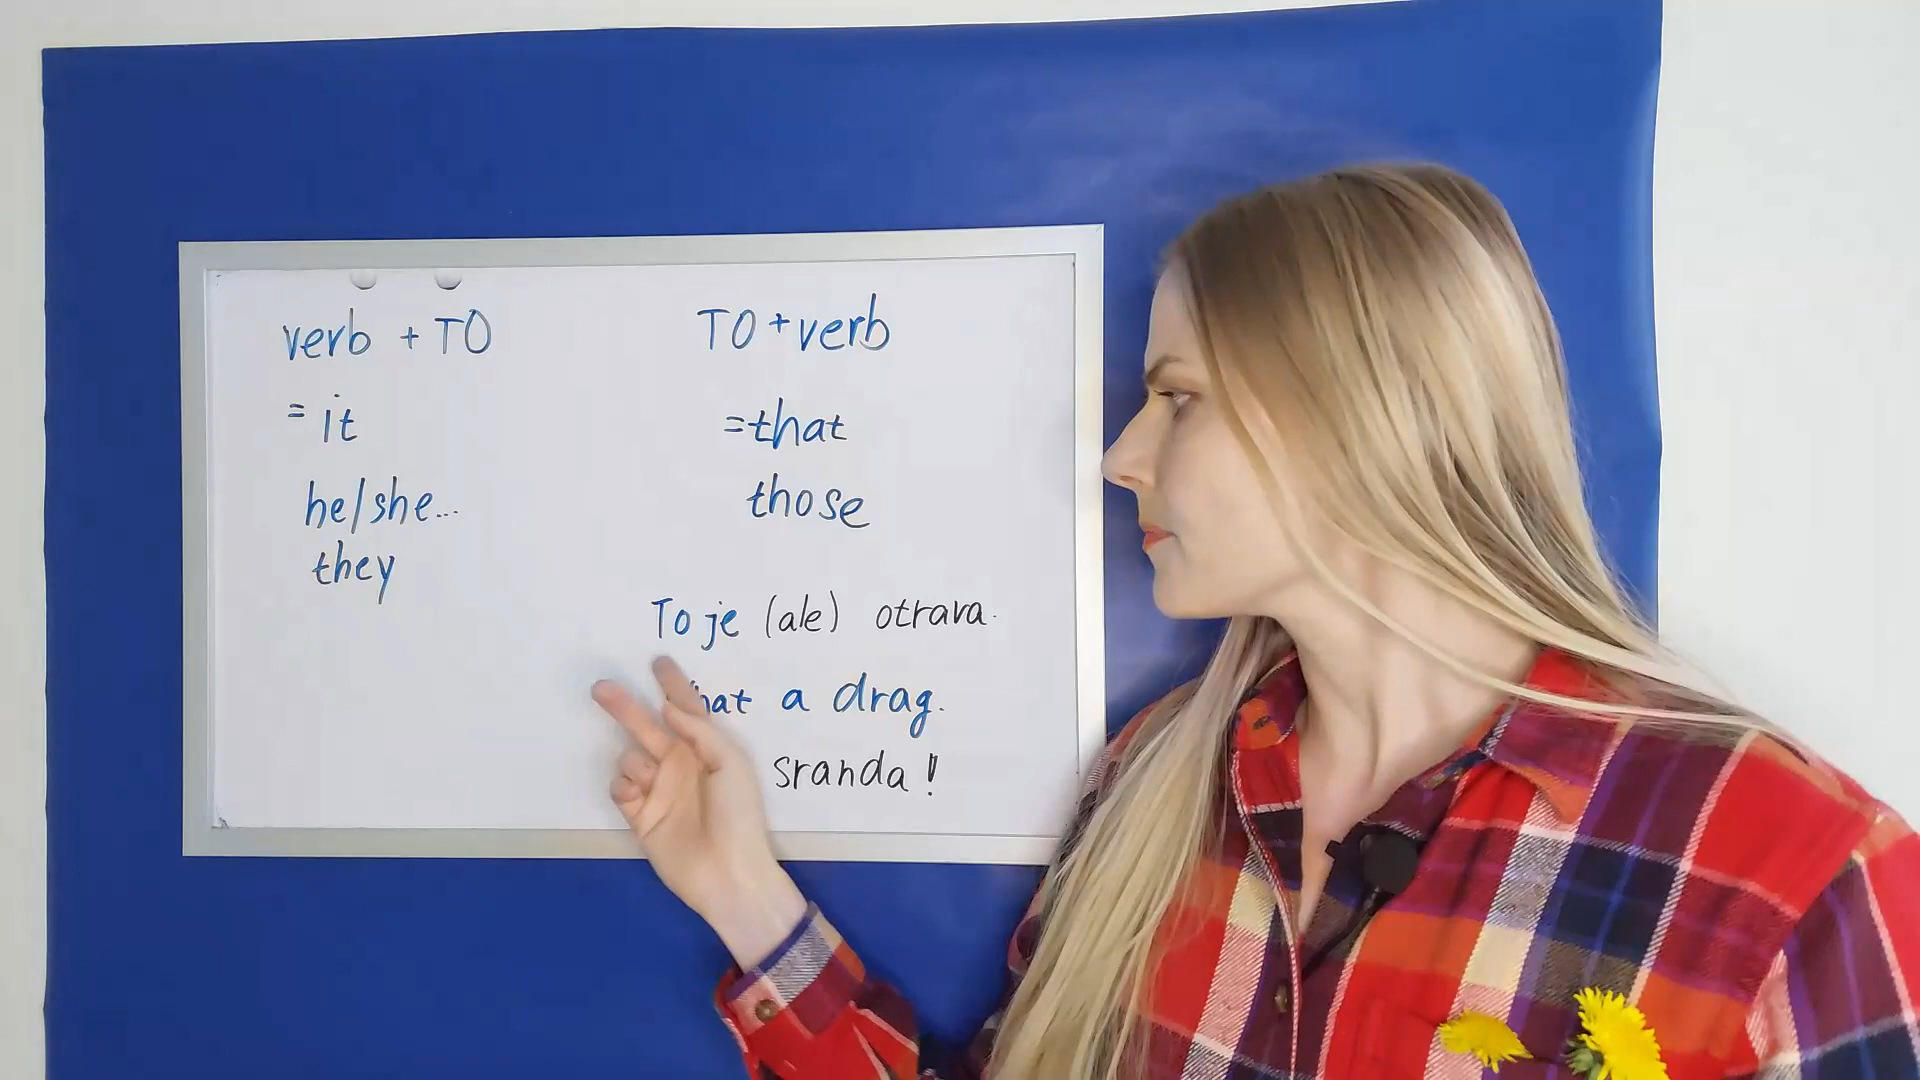 verb + TO
= it
he/she...
they
TO + verb
= that
those
To je (ale) otrava.
a drag.
sranda!